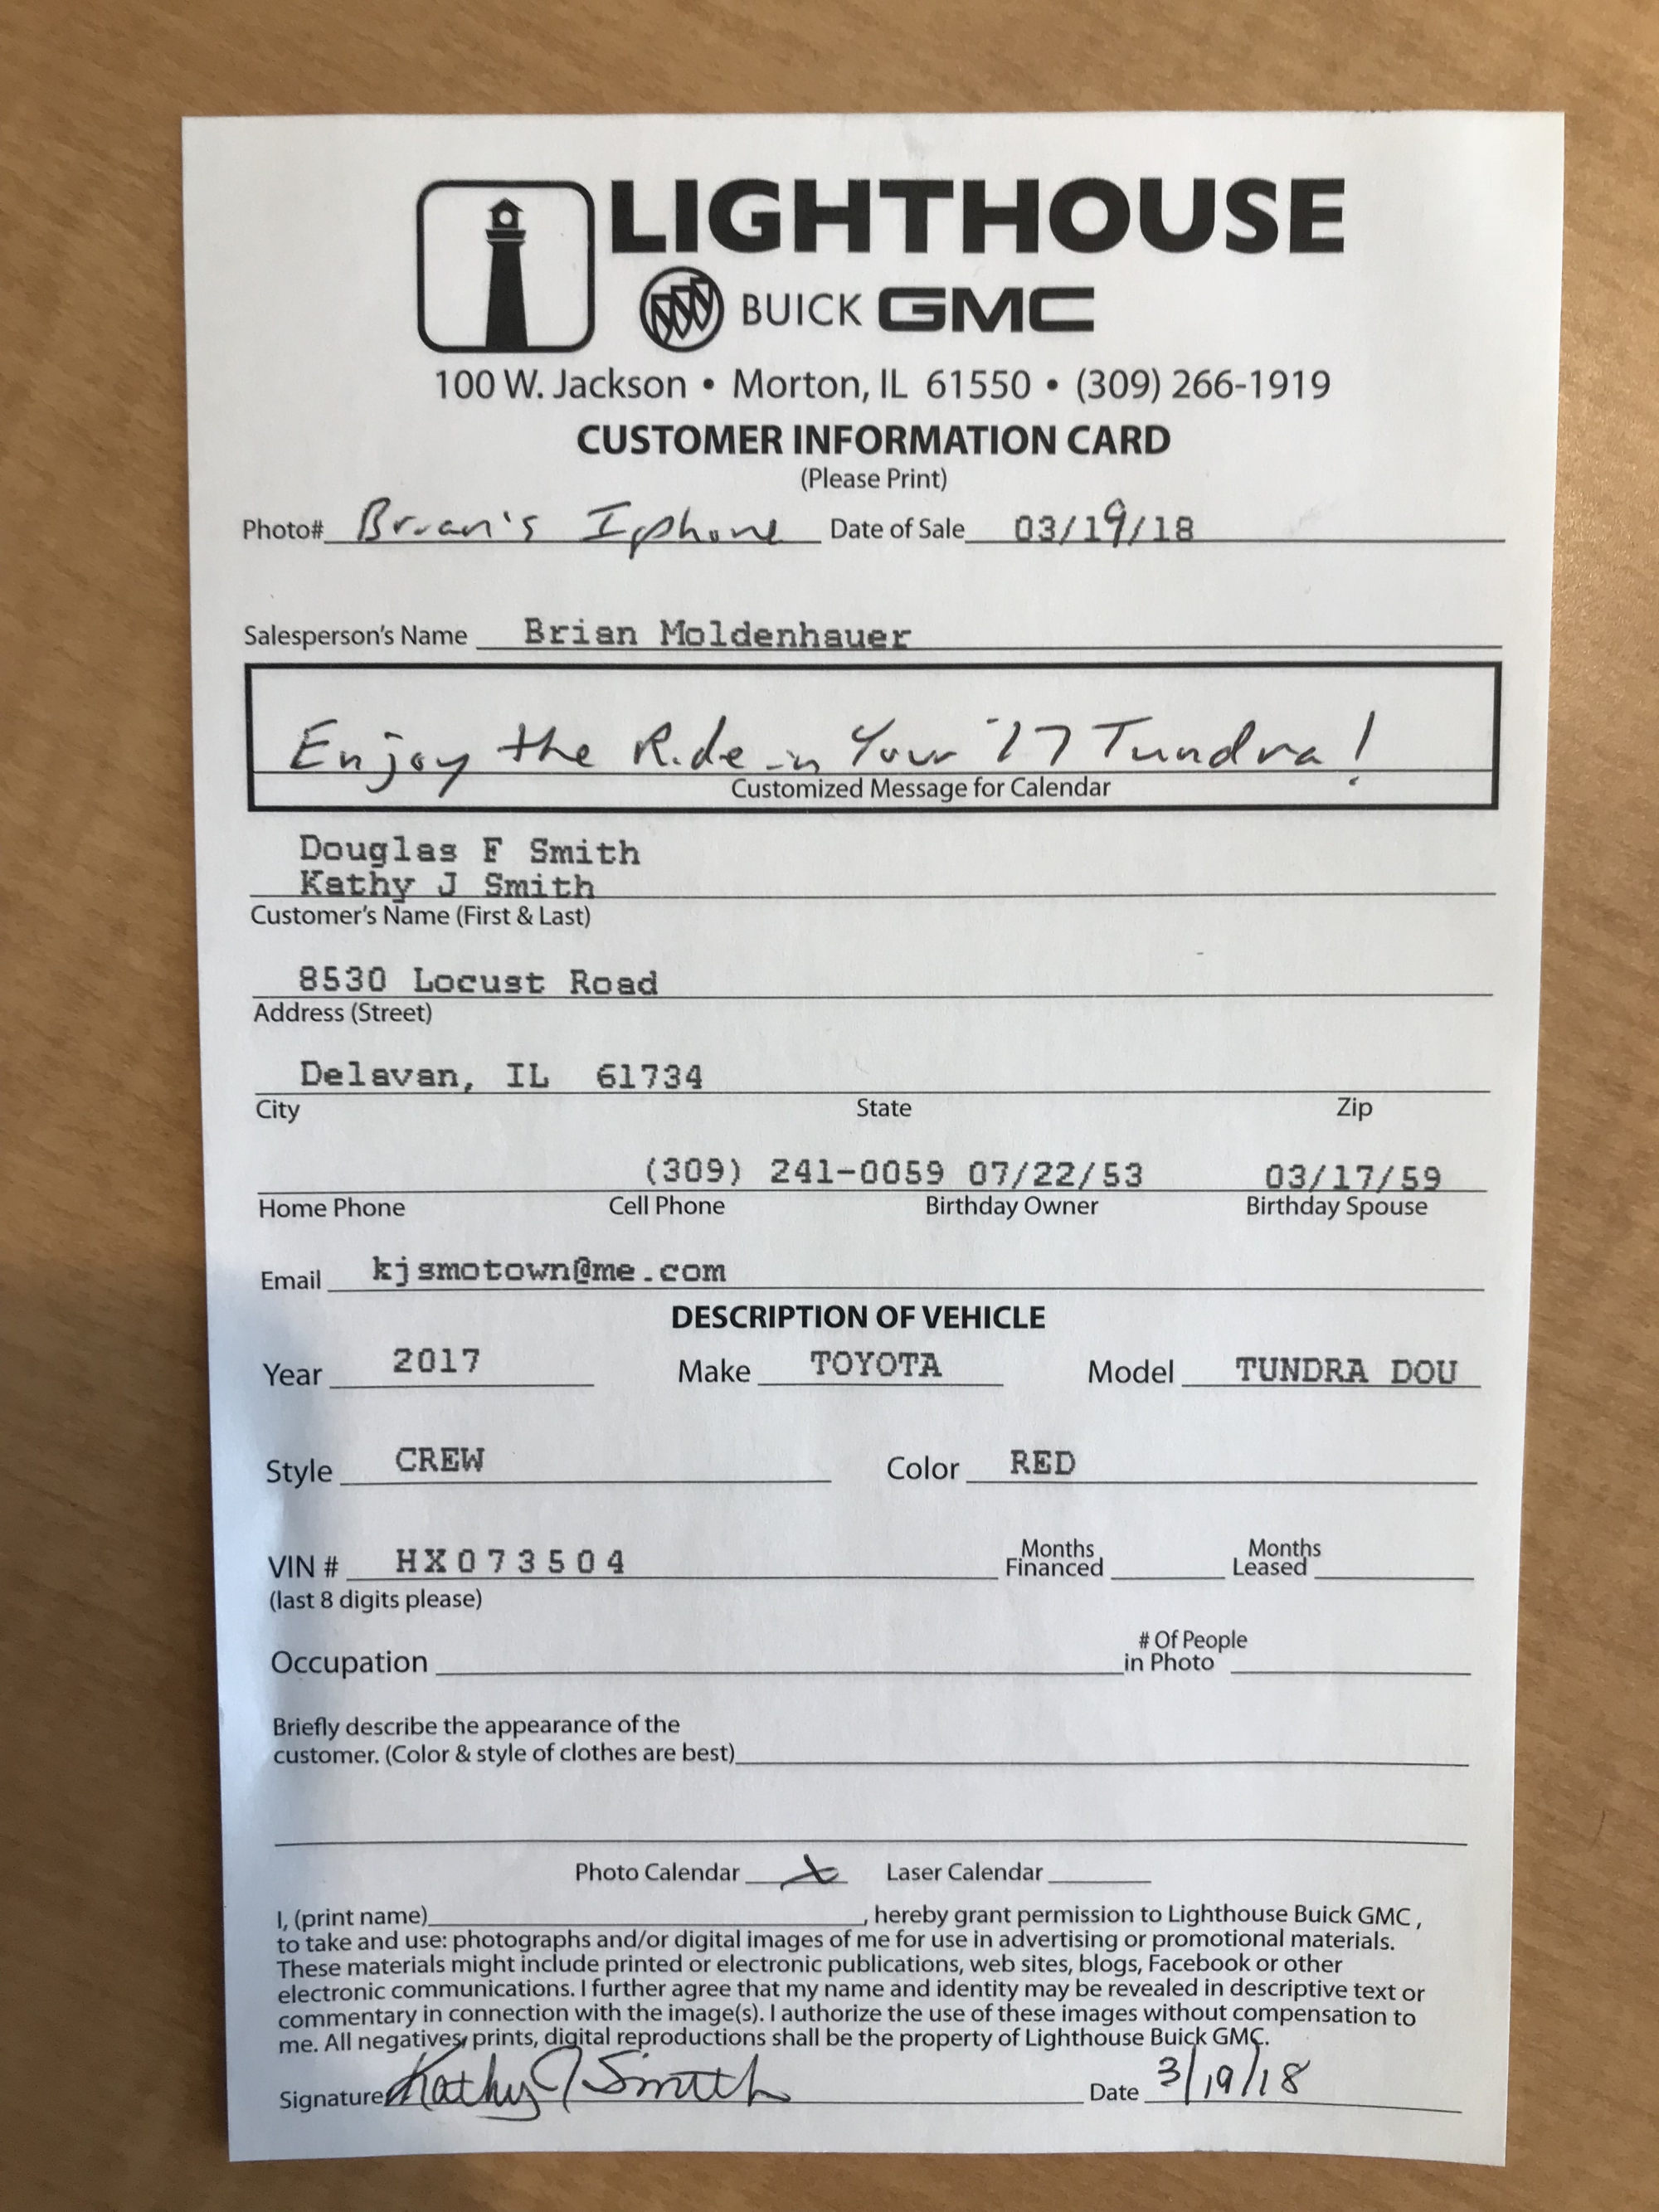 LIGHTHOUSE
BUICK GMC
100 W. Jackson • Morton, IL 61550 • (309) 266-1919
CUSTOMER INFORMATION CARD
(Please Print)
Photo# Brian's Iphone Date of Sale 03/19/18
Salesperson's Name Brian Moldenhauer
Enjoy the Ride in Your '17 Tundra!
Customized Message for Calendar
Douglas F Smith
Kathy J Smith
Customer's Name (First & Last)
8530 Locust Road
Address (Street)
Delavan, IL 61734
City State Zip
(309) 241-0059 07/22/53 03/17/59
Home Phone Cell Phone Birthday Owner Birthday Spouse
Email kjsmotown@me.com
DESCRIPTION OF VEHICLE
Year 2017 Make TOYOTA Model TUNDRA DOU
Style CREW Color RED
VIN # HX073504 Months Financed Months Leased
(last 8 digits please)
Occupation # Of People in Photo
Briefly describe the appearance of the
customer. (Color & style of clothes are best)
Photo Calendar X Laser Calendar
I, (print name) , hereby grant permission to Lighthouse Buick GMC,
to take and use: photographs and/or digital images of me for use in advertising or promotional materials.
These materials might include printed or electronic publications, web sites, blogs, Facebook or other
electronic communications. I further agree that my name and identity may be revealed in descriptive text or
commentary in connection with the image(s). I authorize the use of these images without compensation to
me. All negatives, prints, digital reproductions shall be the property of Lighthouse Buick GMC.
Signature Kathy J Smith Date 3/19/18